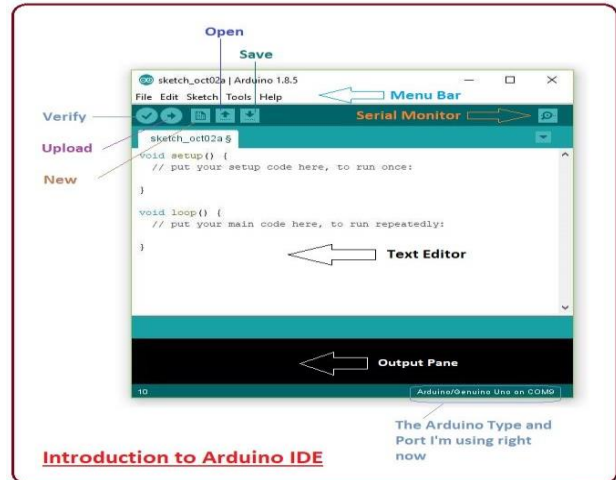 Open
Save
sketch_oct02a | Arduino 1.8.5
File Edit Sketch Tools Help
Menu Bar
Verify
Serial Monitor
Upload
sketch_oct02a §
New
void setup() {
// put your setup code here, to run once:
}
void loop() {
// put your main code here, to run repeatedly:
}
Text Editor
Output Pane
10
Arduino/Genuino Uno on COM9
The Arduino Type and
Port I'm using right
now
Introduction to Arduino IDE